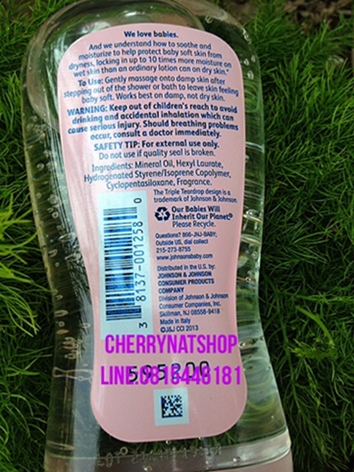 We love babies.
And we understand how to soothe and
moisturize to help protect baby soft skin from
dryness, locking in up to 10 times more moisture on
wet skin than an ordinary lotion can on dry skin.*
To Use: Gently massage onto damp skin after
stepping out of the shower or bath to leave skin feeling
baby soft. Works best on damp, not dry skin.
WARNING: Keep out of children's reach to avoid
drinking and accidental inhalation which can
cause serious injury. Should breathing problems
occur, consult a doctor immediately.
SAFETY TIP: For external use only.
Do not use if quality seal is broken.
Ingredients: Mineral Oil, Hexyl Laurate,
Hydrogenated Styrene/Isoprene Copolymer,
Cyclopentasiloxane, Fragrance.
The Triple Teardrop design is a
trademark of Johnson & Johnson.
Our Babies Will
Inherit Our Planet®
Please Recycle.
Questions? 866-JNJ-BABY,
Outside US, dial collect
215-273-8755
www.johnsonsbaby.com
Distributed in the U.S. by:
JOHNSON & JOHNSON
CONSUMER PRODUCTS
COMPANY
Division of Johnson & Johnson
Consumer Companies, Inc.
Skillman, NJ 08558-9418
Made in Italy
©J&J CCI 2013
3 8137-001258 0
CHERRYNATSHOP
LINE:0818448181